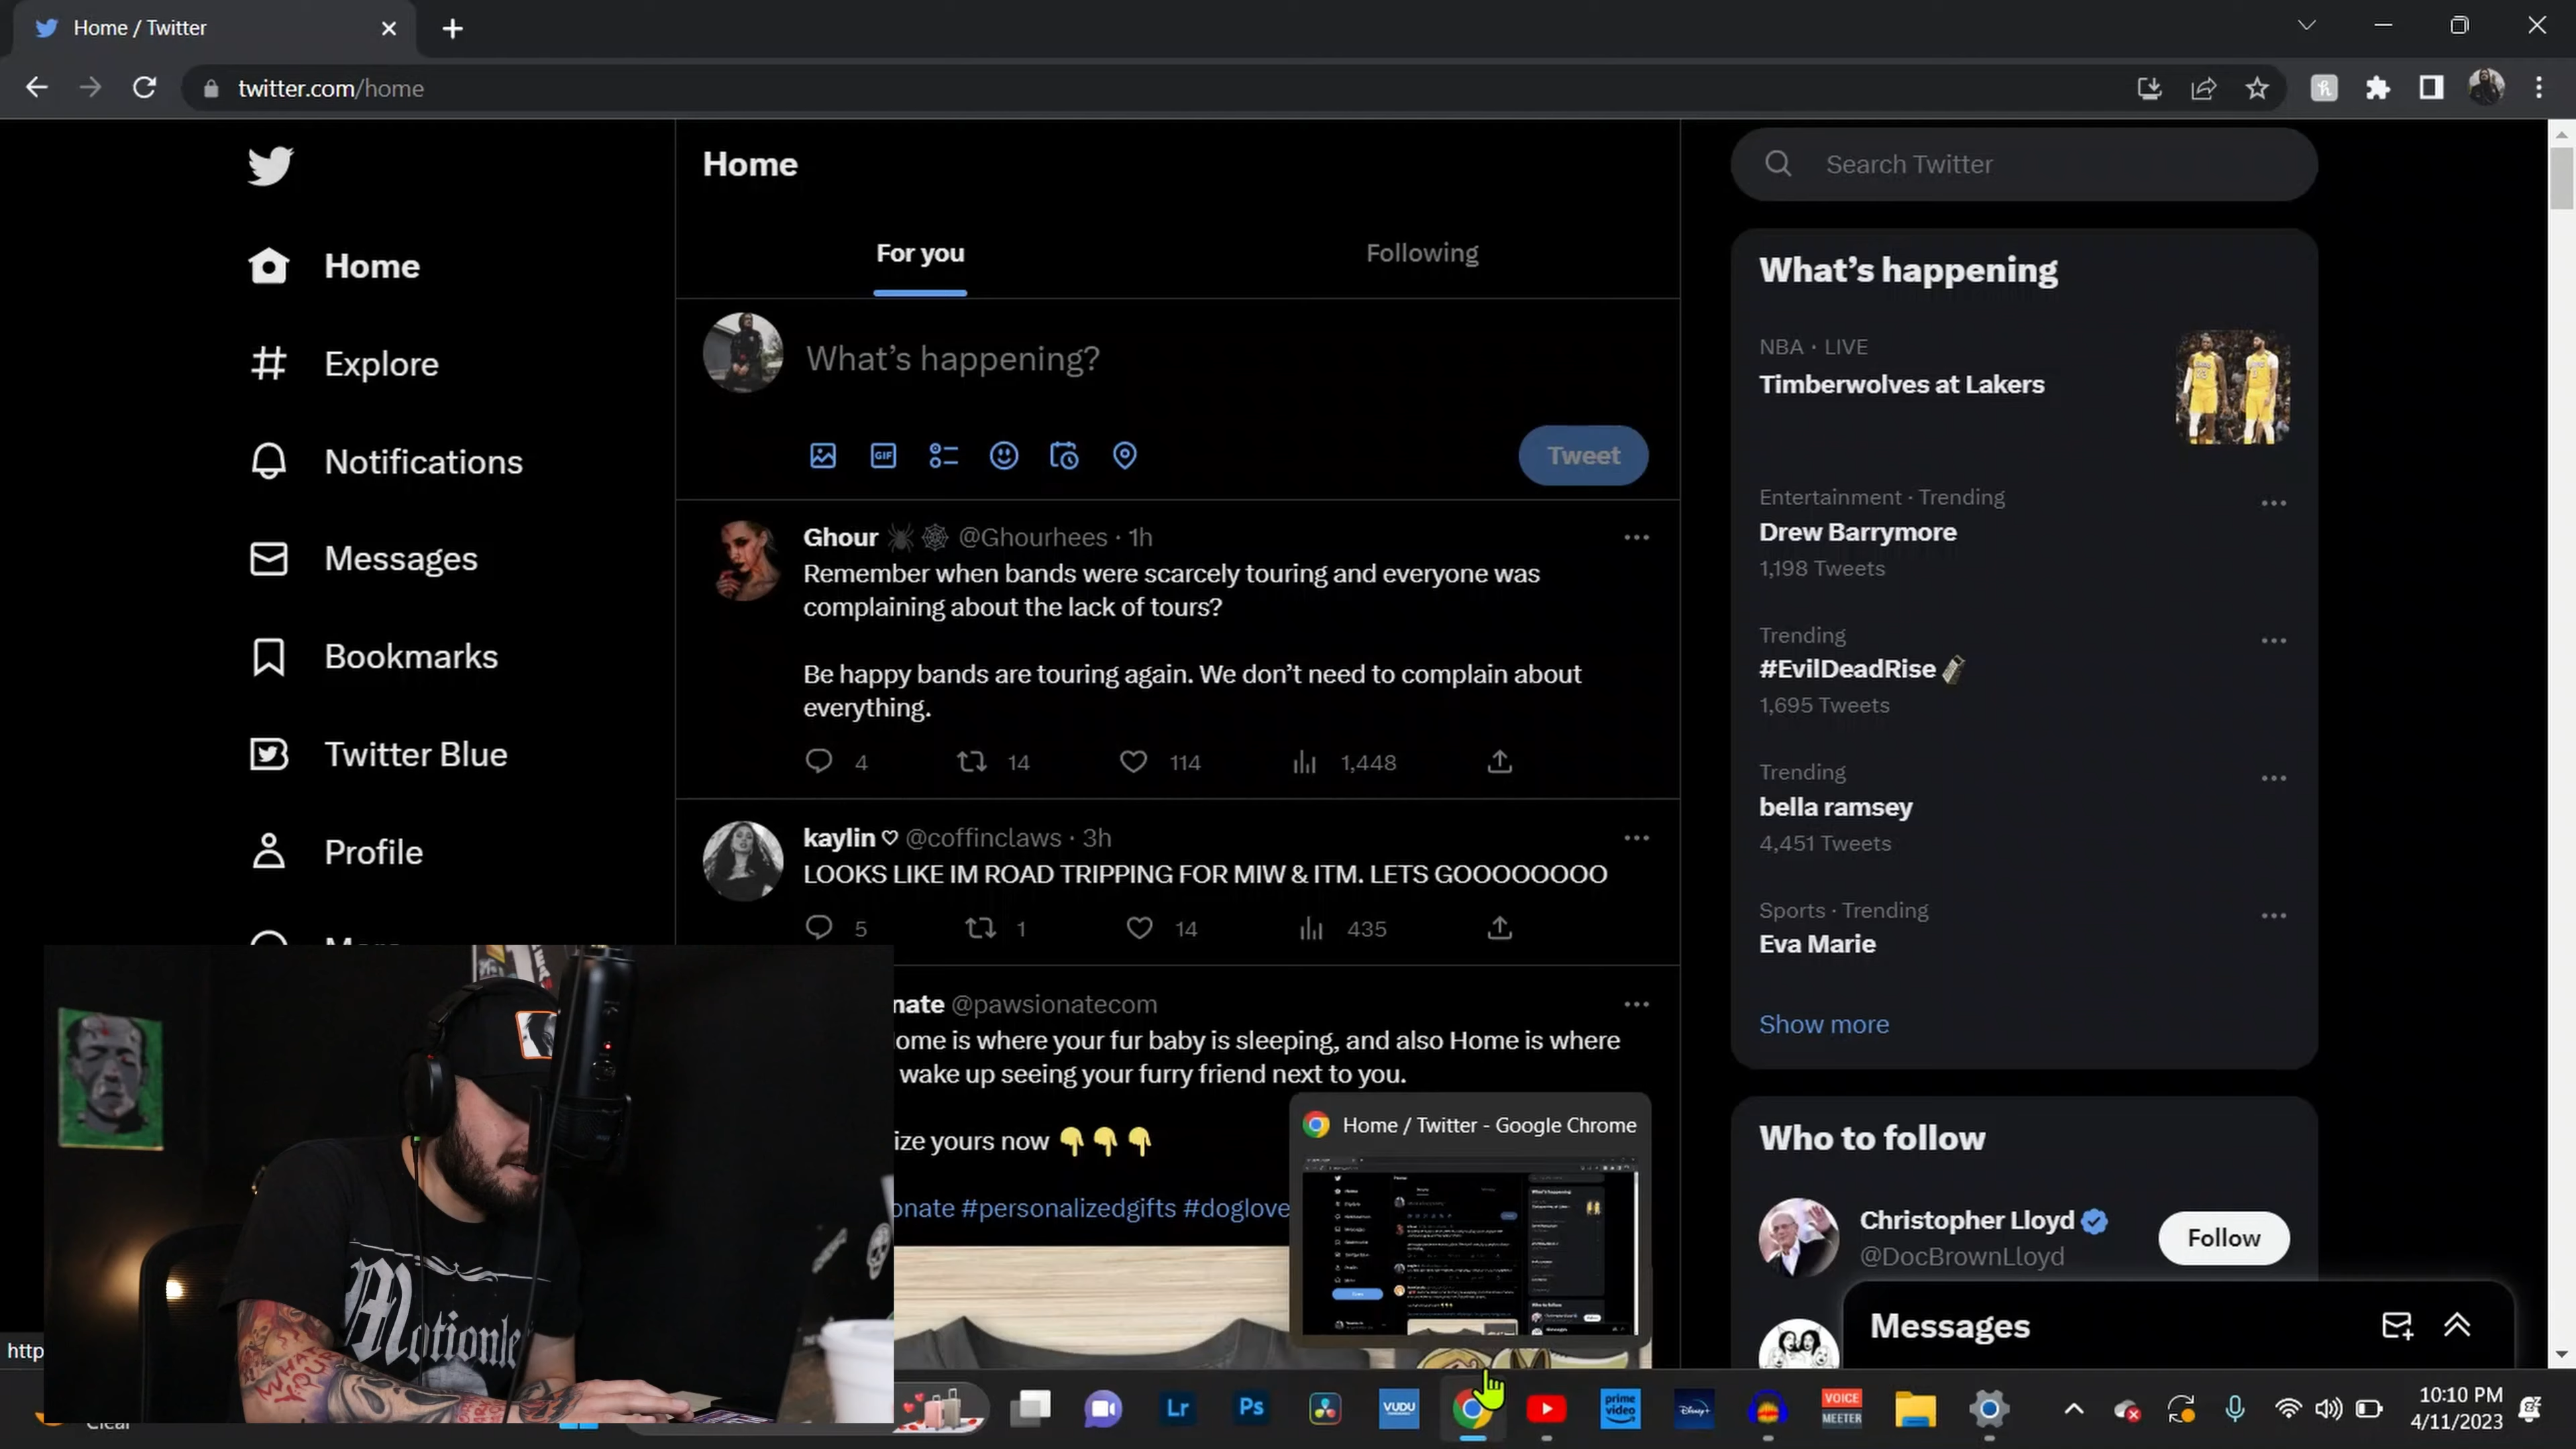 Home / Twitter
twitter.com/home
Home
Explore
Notifications
Messages
Bookmarks
Twitter Blue
Profile
Home
For you
Following
What's happening?
GIF
Tweet
Ghour @Ghourhees · 1h
Remember when bands were scarcely touring and everyone was
complaining about the lack of tours?
Be happy bands are touring again. We don't need to complain about
everything.
4 14 114 1,448
kaylin @coffinclaws · 3h
LOOKS LIKE IM ROAD TRIPPING FOR MIW & ITM. LETS GOOOOOOOO
5 1 14 435
nate @pawsionatecom
ome is where your fur baby is sleeping, and also Home is where
wake up seeing your furry friend next to you.
ize yours now 👇👇👇
onate #personalizedgifts #doglove
Home / Twitter - Google Chrome
Search Twitter
What's happening
NBA · LIVE
Timberwolves at Lakers
Entertainment · Trending
Drew Barrymore
1,198 Tweets
Trending
#EvilDeadRise
1,695 Tweets
Trending
bella ramsey
4,451 Tweets
Sports · Trending
Eva Marie
Show more
Who to follow
Christopher Lloyd
@DocBrownLloyd
Follow
Messages
http
WHAT'S
YOUR
Clear
Lr
Ps
VUDU
prime video
Disney+
VOICE
MEETER
10:10 PM
4/11/2023